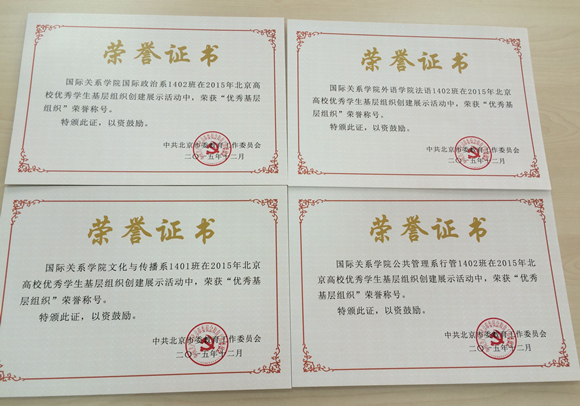 荣誉证书
国际关系学院国际政治系1402班在2015年北京高
校优秀学生基层组织创建展示活动中，荣获“优秀基层
组织”荣誉称号。
特颁此证，以资鼓励。
中共北京市委教育工作委员会
二〇一五年十二月
荣誉证书
国际关系学院外语学院法语1402班在2015年北京
高校优秀学生基层组织创建展示活动中，荣获“优秀基
层组织”荣誉称号。
特颁此证，以资鼓励。
中共北京市委教育工作委员会
二〇一五年十二月
荣誉证书
国际关系学院文化与传播系1401班在2015年北京
高校优秀学生基层组织创建展示活动中，荣获“优秀基
层组织”荣誉称号。
特颁此证，以资鼓励。
中共北京市委教育工作委员会
二〇一五年十二月
荣誉证书
国际关系学院公共管理系行管1402班在2015年北
京高校优秀学生基层组织创建展示活动中，荣获“优秀
基层组织”荣誉称号。
特颁此证，以资鼓励。
中共北京市委教育工作委员会
二〇一五年十二月